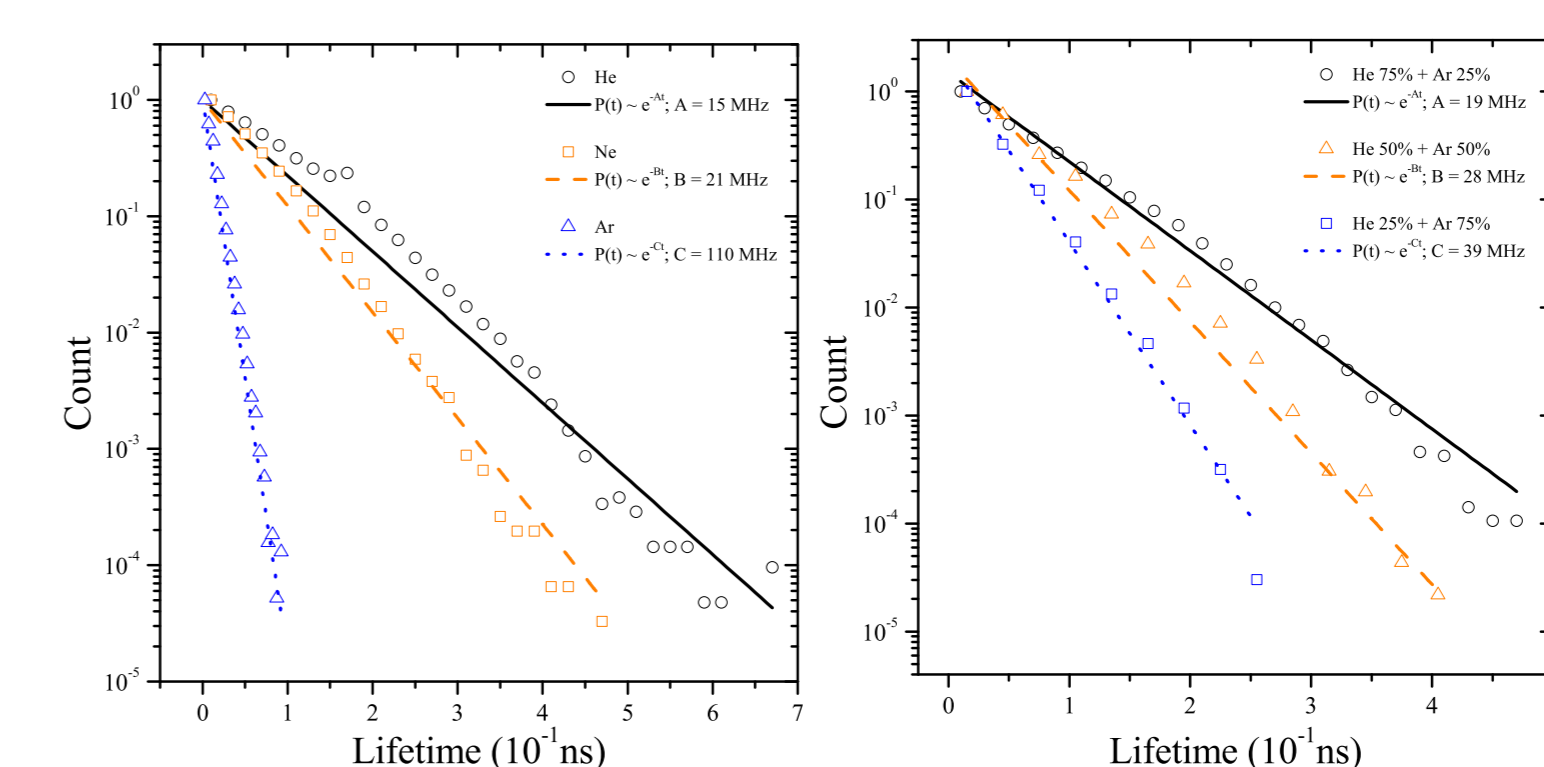 He
P(t) ~ e^-At; A = 15 MHz
Ne
P(t) ~ e^-Bt; B = 21 MHz
Ar
P(t) ~ e^-Ct; C = 110 MHz
10^0
10^-1
10^-2
10^-3
10^-4
10^-5
Count
0 1 2 3 4 5 6 7
Lifetime (10^-1 ns)
He 75% + Ar 25%
P(t) ~ e^-At; A = 19 MHz
He 50% + Ar 50%
P(t) ~ e^-Bt; B = 28 MHz
He 25% + Ar 75%
P(t) ~ e^-Ct; C = 39 MHz
10^0
10^-1
10^-2
10^-3
10^-4
10^-5
Count
0 1 2 3 4
Lifetime (10^-1 ns)